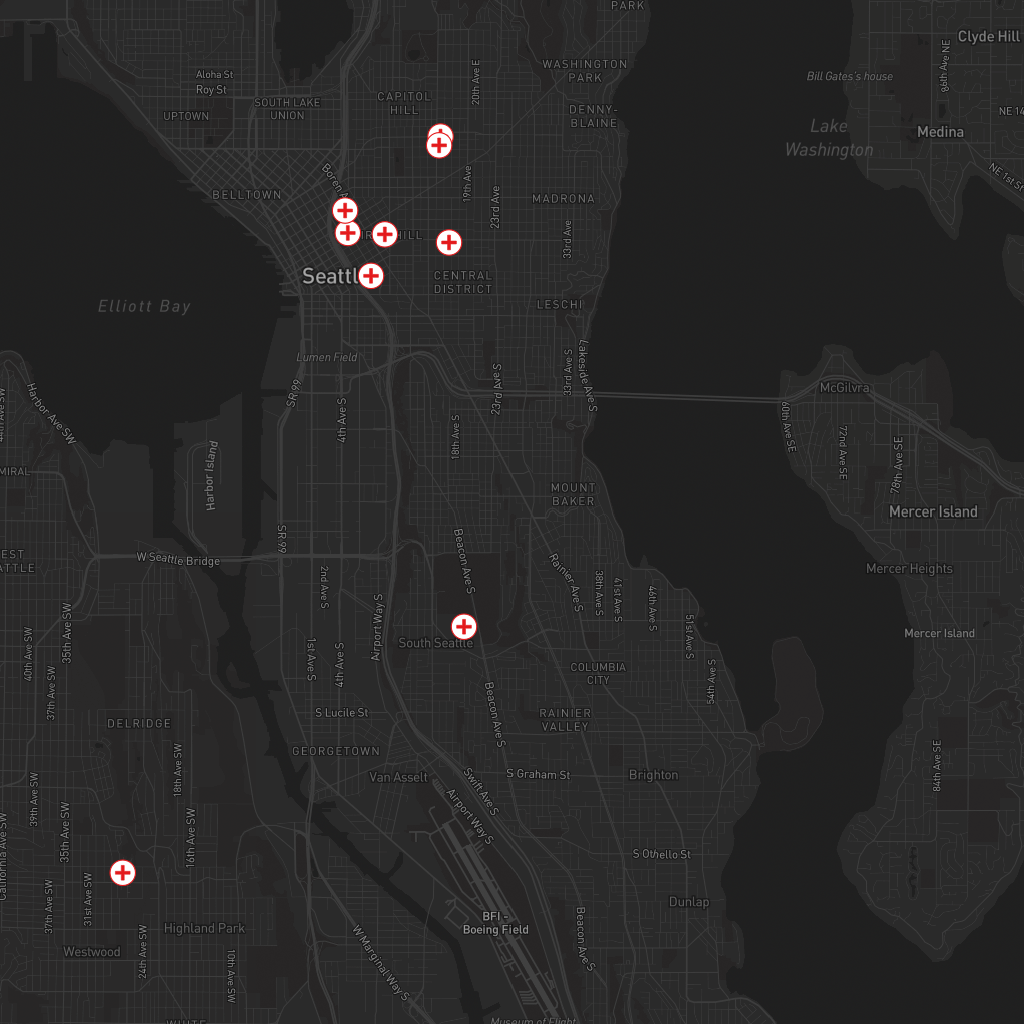 PARK
Clyde Hill
Aloha St
Roy St
20th Ave E
WASHINGTON
PARK
Bill Gates's house
86th Ave NE
CAPITOL
HILL
SOUTH LAKE
UNION
UPTOWN
DENNY-
BLAINE
Lake
Washington
Medina
NE 14
NE 1st St
BELLTOWN
Boren A
19th Ave
23rd Ave
MADRONA
33rd Ave
HILL
Seattl
CENTRAL
DISTRICT
Elliott Bay
LESCHI
Lumen Field
SR 99
4th Ave S
23rd Ave S
33rd Ave S
Lakeside Ave S
McGilvra
60th Ave SE
72nd Ave SE
78th Ave SE
44th Ave SW
Harbor Ave SW
18th Ave S
MIRAL
Harbor Island
MOUNT
BAKER
Mercer Island
EST
ATTLE
W Seattle Bridge
SR 99
2nd Ave S
Beacon Ave S
Rainier Ave S
38th Ave S
41st Ave S
46th Ave S
Mercer Heights
35th Ave SW
40th Ave SW
37th Ave SW
1st Ave S
4th Ave S
Airport Way S
South Seattle
51st Ave S
54th Ave S
Mercer Island
COLUMBIA
CITY
Beacon Ave S
S Lucile St
RAINIER
VALLEY
DELRIDGE
18th Ave SW
GEORGETOWN
Van Asselt
Swift Ave S
S Graham St
Brighton
84th Ave SE
39th Ave SW
35th Ave SW
16th Ave SW
Airport Way S
S Othello St
California Ave SW
37th Ave SW
31st Ave SW
24th Ave SW
Highland Park
Westwood
10th Ave SW
W Marginal Way S
BFI -
Boeing Field
Beacon Ave S
Dunlap
WHITE
Museum of Flight